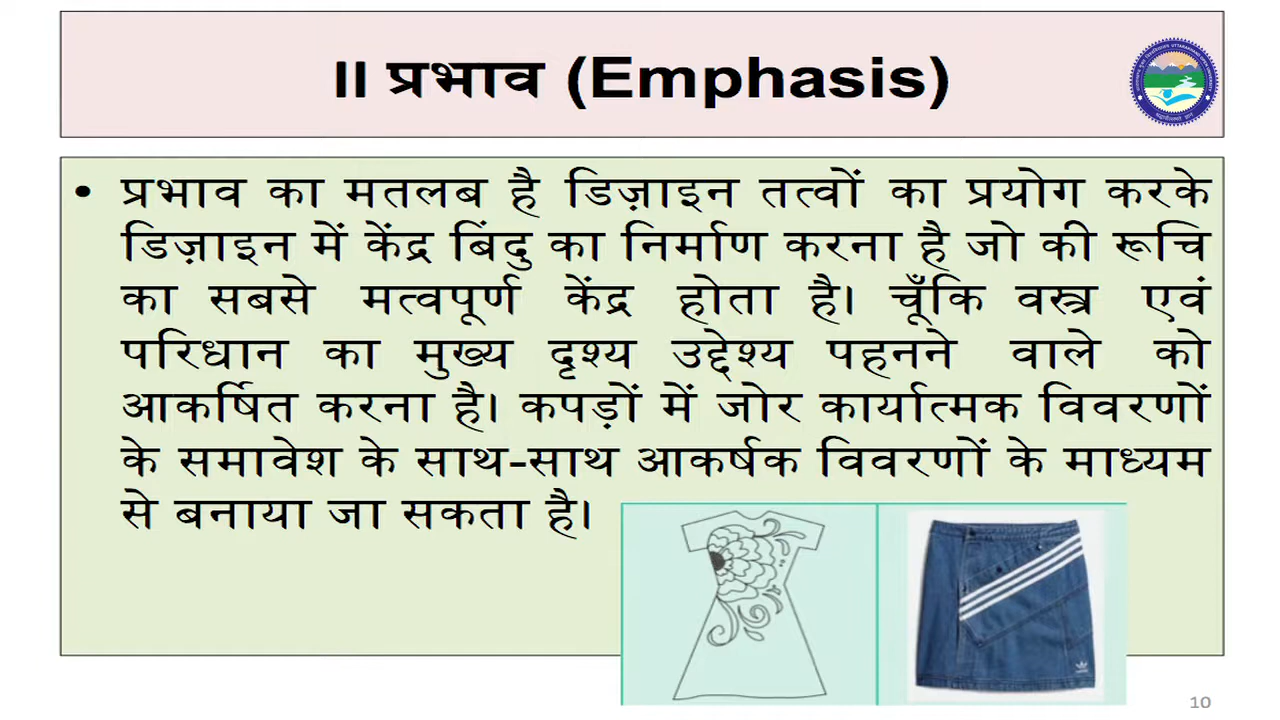 II प्रभाव (Emphasis)
• प्रभाव का मतलब है डिज़ाइन तत्वों का प्रयोग करके
डिज़ाइन में केंद्र बिंदु का निर्माण करना है जो की रूचि
का सबसे मत्वपूर्ण केंद्र होता है। चूँकि वस्त्र एवं
परिधान का मुख्य दृश्य उद्देश्य पहनने वाले को
आकर्षित करना है। कपड़ों में जोर कार्यात्मक विवरणों
के समावेश के साथ-साथ आकर्षक विवरणों के माध्यम
से बनाया जा सकता है।
10